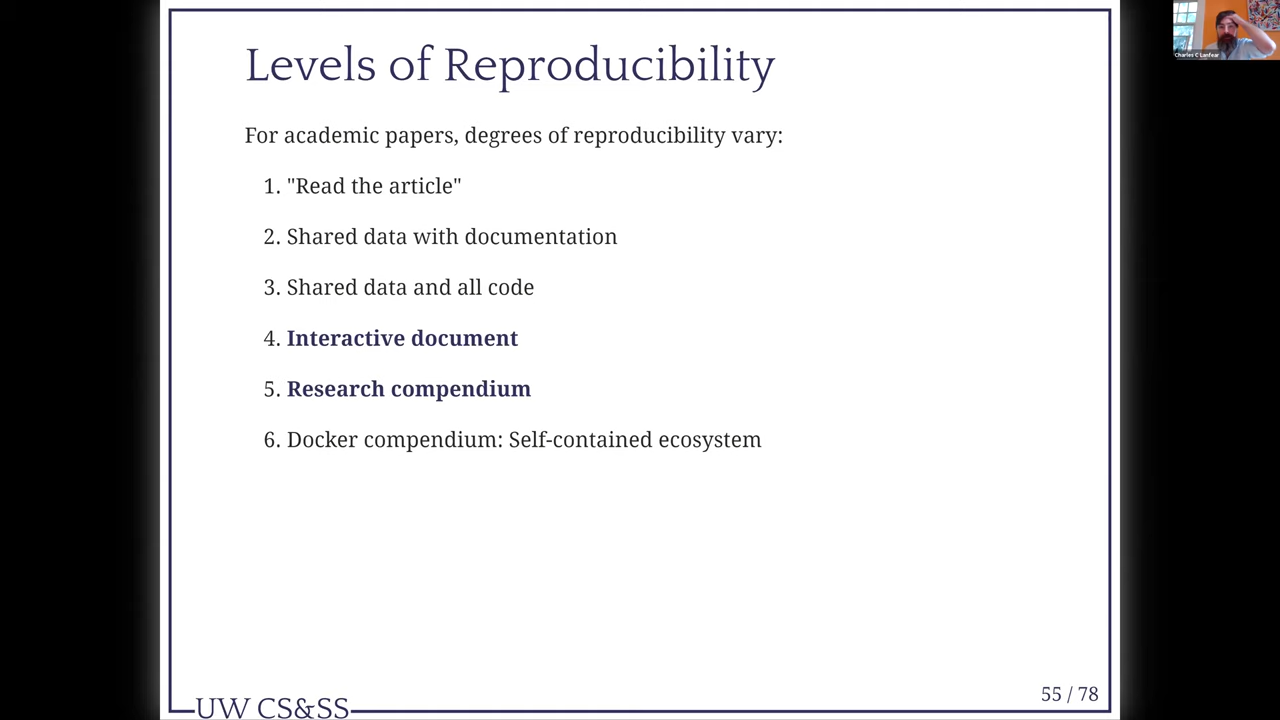 Levels of Reproducibility
For academic papers, degrees of reproducibility vary:
1. "Read the article"
2. Shared data with documentation
3. Shared data and all code
4. Interactive document
5. Research compendium
6. Docker compendium: Self-contained ecosystem
UW CS&SS
55 / 78
Charles C Lanfear